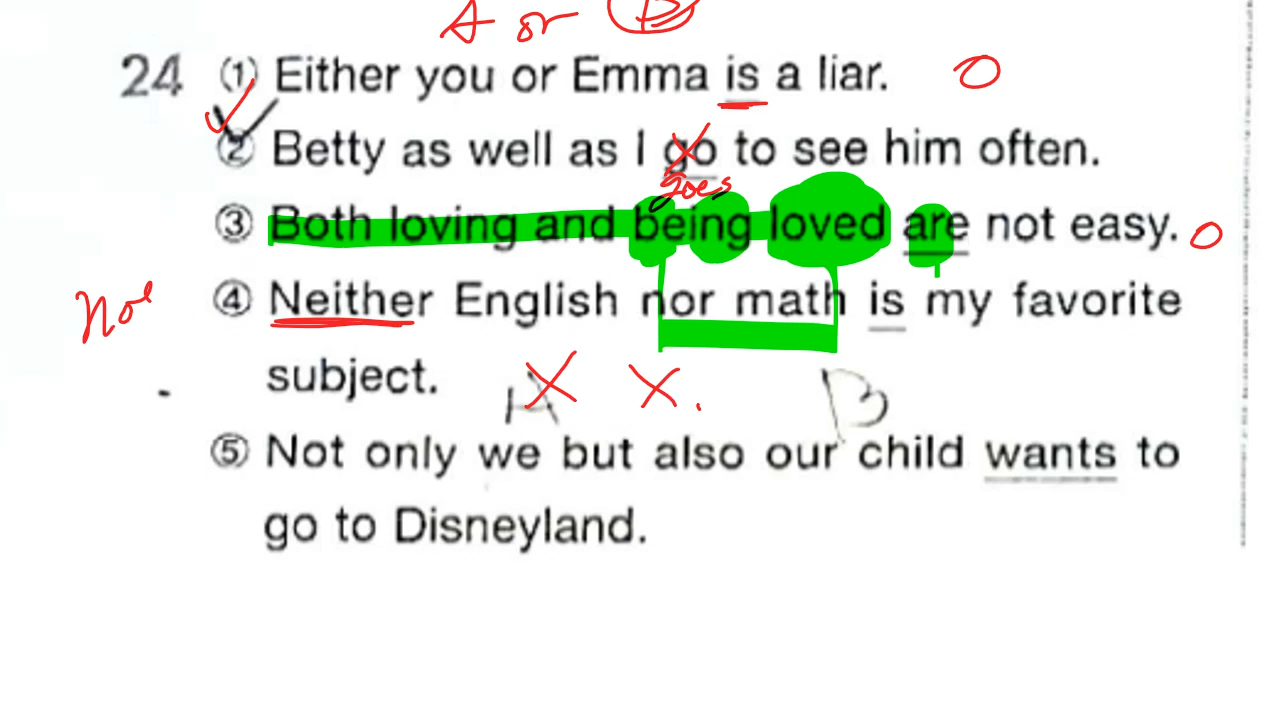 A or B
24 ① Either you or Emma is a liar. O
② Betty as well as I go to see him often.
goes
③ Both loving and being loved are not easy. O
④ Neither English nor math is my favorite
subject. X X.
A B
⑤ Not only we but also our child wants to
go to Disneyland.